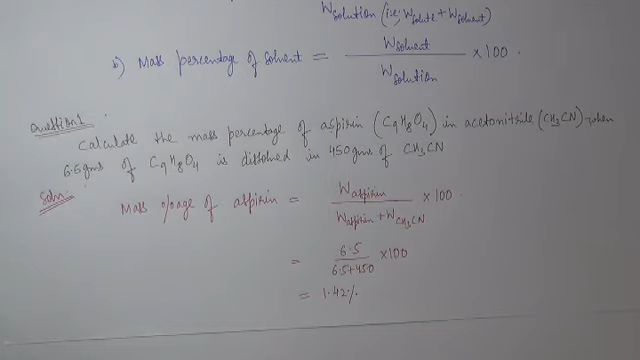 Wsolution (i.e; Wsolute + Wsolvent)
b) Mass percentage of solvent = Wsolvent / Wsolution × 100 .
Question 1
Calculate the mass percentage of aspirin (C9H8O4) in acetonitrile (CH3CN) when
6.5 gms of C9H8O4 is dissolved in 450 gms of CH3CN
Soln:
Mass %age of aspirin = Waspirin / Waspirin + WCH3CN × 100
= 6.5 / 6.5+450 × 100
= 1.42%